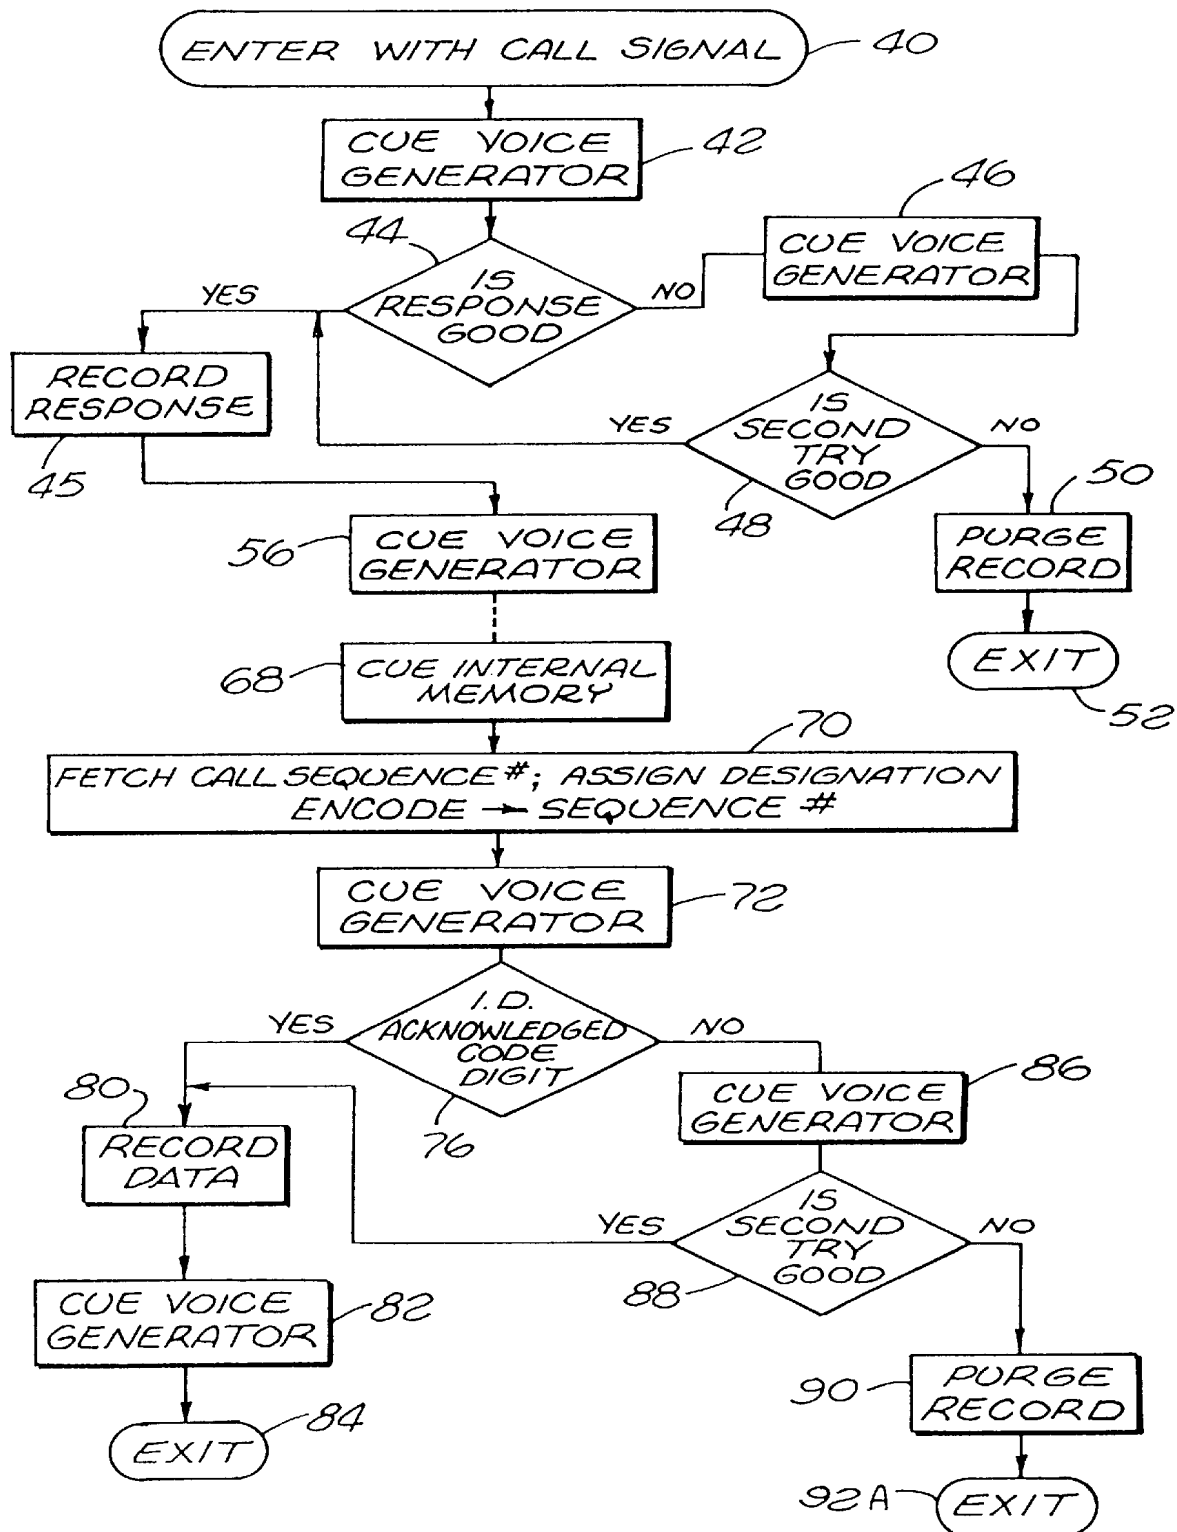 ENTER WITH CALL SIGNAL
40
CUE VOICE
GENERATOR
42
44
IS
RESPONSE
GOOD
YES
NO
46
CUE VOICE
GENERATOR
RECORD
RESPONSE
45
IS
SECOND
TRY
GOOD
YES
NO
48
50
PURGE
RECORD
EXIT
52
56
CUE VOICE
GENERATOR
68
CUE INTERNAL
MEMORY
70
FETCH CALL SEQUENCE #; ASSIGN DESIGNATION
ENCODE → SEQUENCE #
CUE VOICE
GENERATOR
72
I.D.
ACKNOWLEDGED
CODE
DIGIT
YES
NO
76
80
RECORD
DATA
86
CUE VOICE
GENERATOR
IS
SECOND
TRY
GOOD
YES
NO
88
CUE VOICE
GENERATOR
82
EXIT
84
90
PURGE
RECORD
92A
EXIT